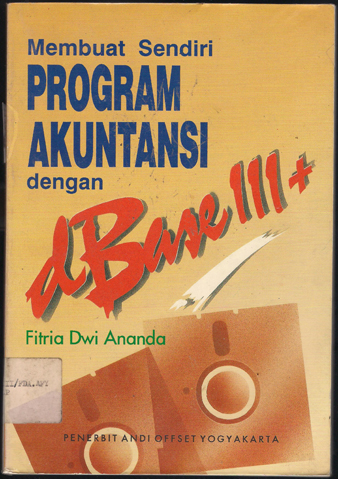 Membuat Sendiri
PROGRAM
AKUNTANSI
dengan
dBase III+
Fitria Dwi Ananda
PENERBIT ANDI OFFSET YOGYAKARTA